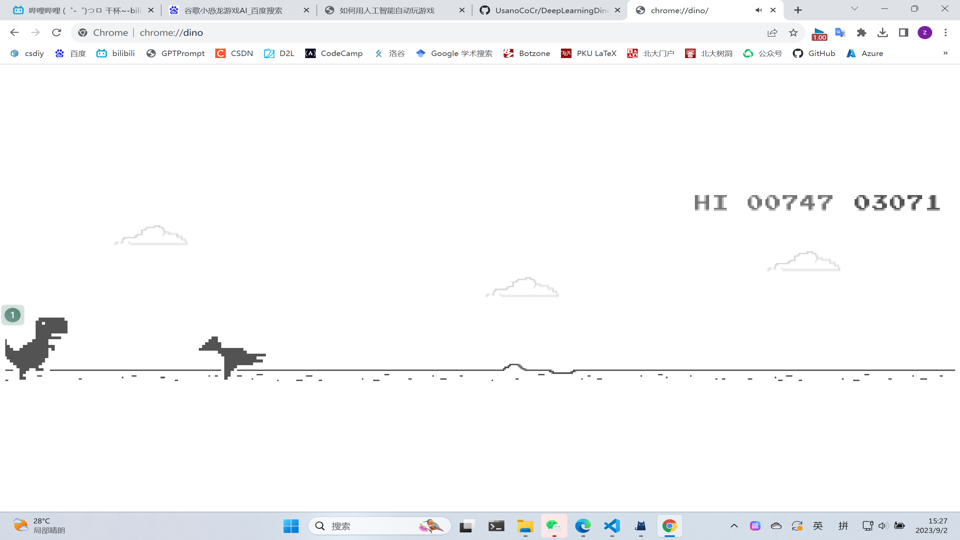 哔哩哔哩 (゜-゜)つロ 干杯~-bili
谷歌小恐龙游戏AI_百度搜索
如何用人工智能自动玩游戏
UsanoCoCr/DeepLearningDin
chrome://dino/
Chrome | chrome://dino
1.00
z
csdiy
百度
bilibili
GPTPrompt
CSDN
D2L
CodeCamp
洛谷
Google 学术搜索
Botzone
PKU LaTeX
北大门户
北大树洞
公众号
GitHub
Azure
»
HI 00747 03071
1
28°C
局部晴朗
搜索
英
拼
15:27
2023/9/2